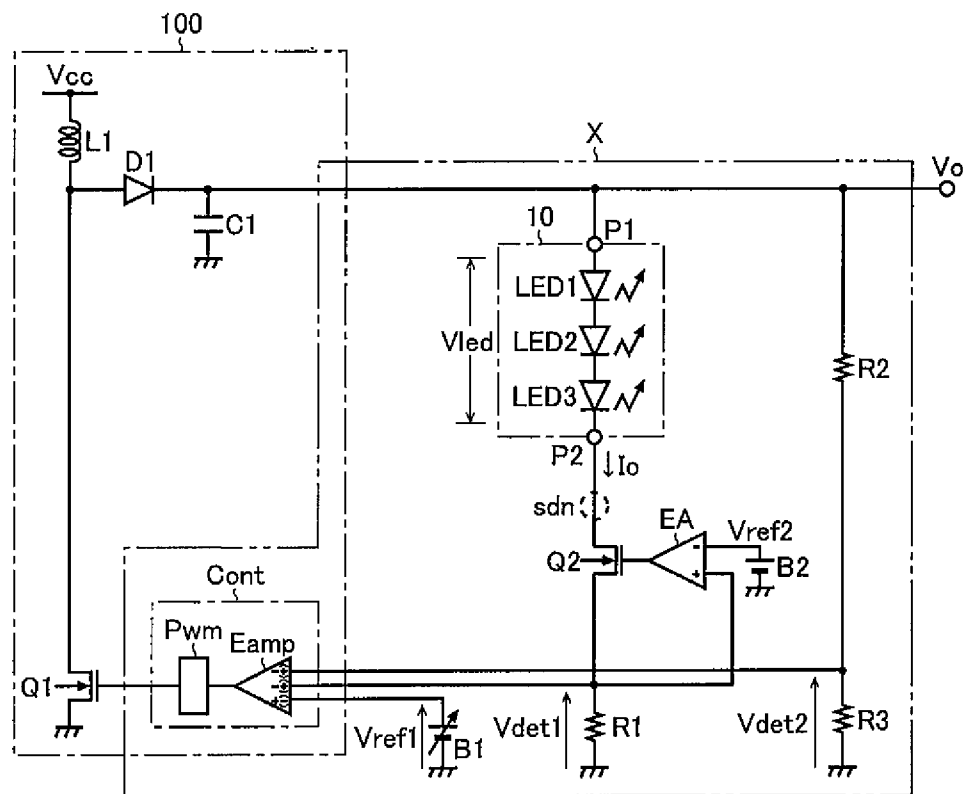 100
Vcc
L1
D1
C1
X
Vo
10
P1
LED1
Vled
LED2
LED3
R2
P2
Io
sdn
EA
Vref2
Q2
B2
-
+
Cont
Pwm
Eamp
Q1
Vref1
B1
Vdet1
R1
Vdet2
R3